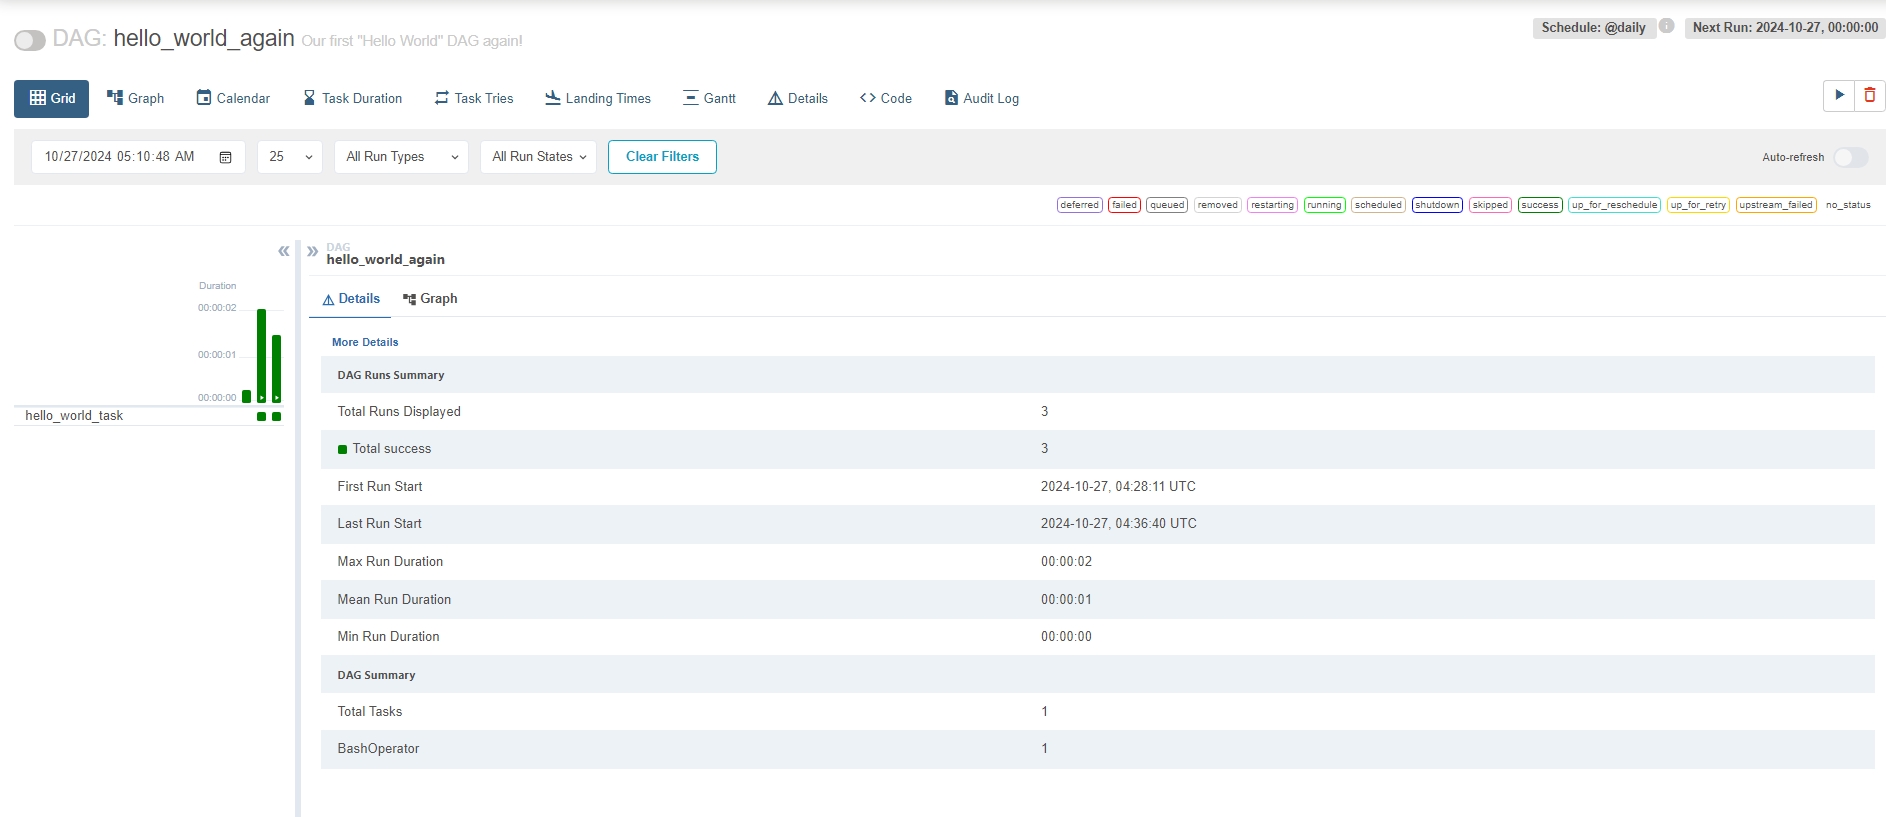 DAG: hello_world_again Our first "Hello World" DAG again!
Schedule: @daily
Next Run: 2024-10-27, 00:00:00
Grid
Graph
Calendar
Task Duration
Task Tries
Landing Times
Gantt
Details
<> Code
Audit Log
10/27/2024 05:10:48 AM
25
All Run Types
All Run States
Clear Filters
Auto-refresh
deferred
failed
queued
removed
restarting
running
scheduled
shutdown
skipped
success
up_for_reschedule
up_for_retry
upstream_failed
no_status
Duration
00:00:02
00:00:01
00:00:00
hello_world_task
DAG
hello_world_again
Details
Graph
More Details
DAG Runs Summary
Total Runs Displayed 3
Total success 3
First Run Start 2024-10-27, 04:28:11 UTC
Last Run Start 2024-10-27, 04:36:40 UTC
Max Run Duration 00:00:02
Mean Run Duration 00:00:01
Min Run Duration 00:00:00
DAG Summary
Total Tasks 1
BashOperator 1